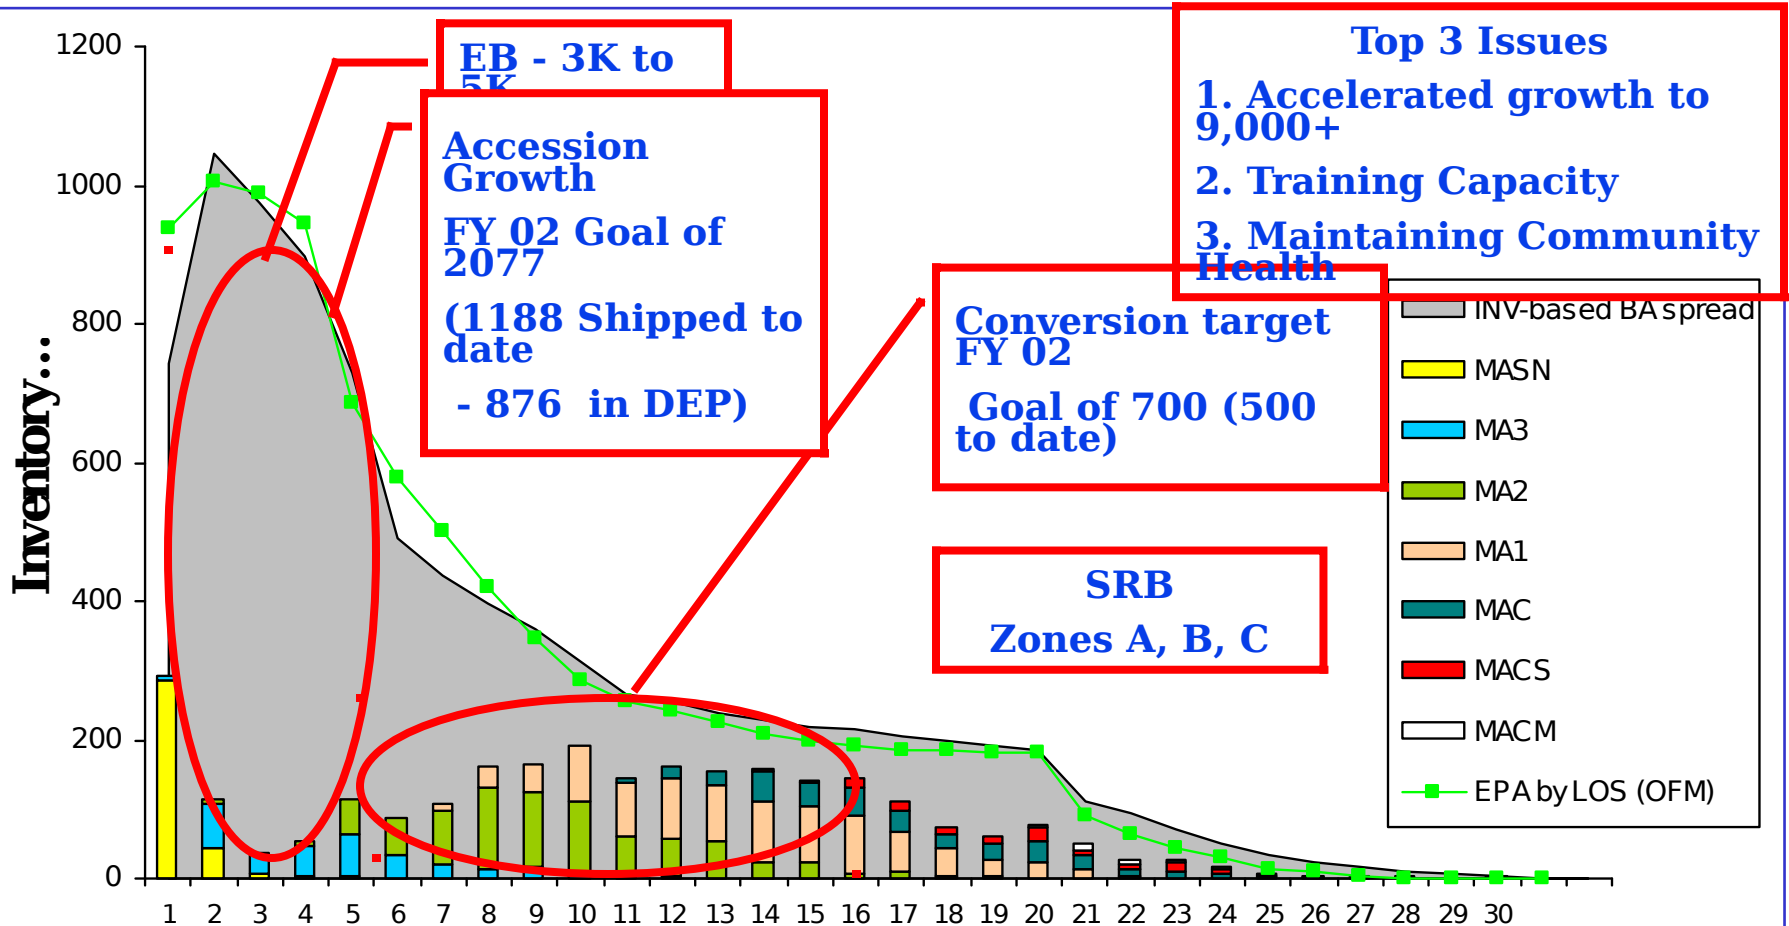 EB - 3K to
5K
Accession
Growth
FY 02 Goal of
2077
(1188 Shipped to
date
- 876 in DEP)
Top 3 Issues
1. Accelerated growth to
9,000+
2. Training Capacity
3. Maintaining Community
Health
Conversion target
FY 02
Goal of 700 (500
to date)
SRB
Zones A, B, C
INV-based BA spread
MASN
MA3
MA2
MA1
MAC
MACS
MACM
EPA by LOS (OFM)
Inventory...
1200
1000
800
600
400
200
0
1 2 3 4 5 6 7 8 9 10 11 12 13 14 15 16 17 18 19 20 21 22 23 24 25 26 27 28 29 30